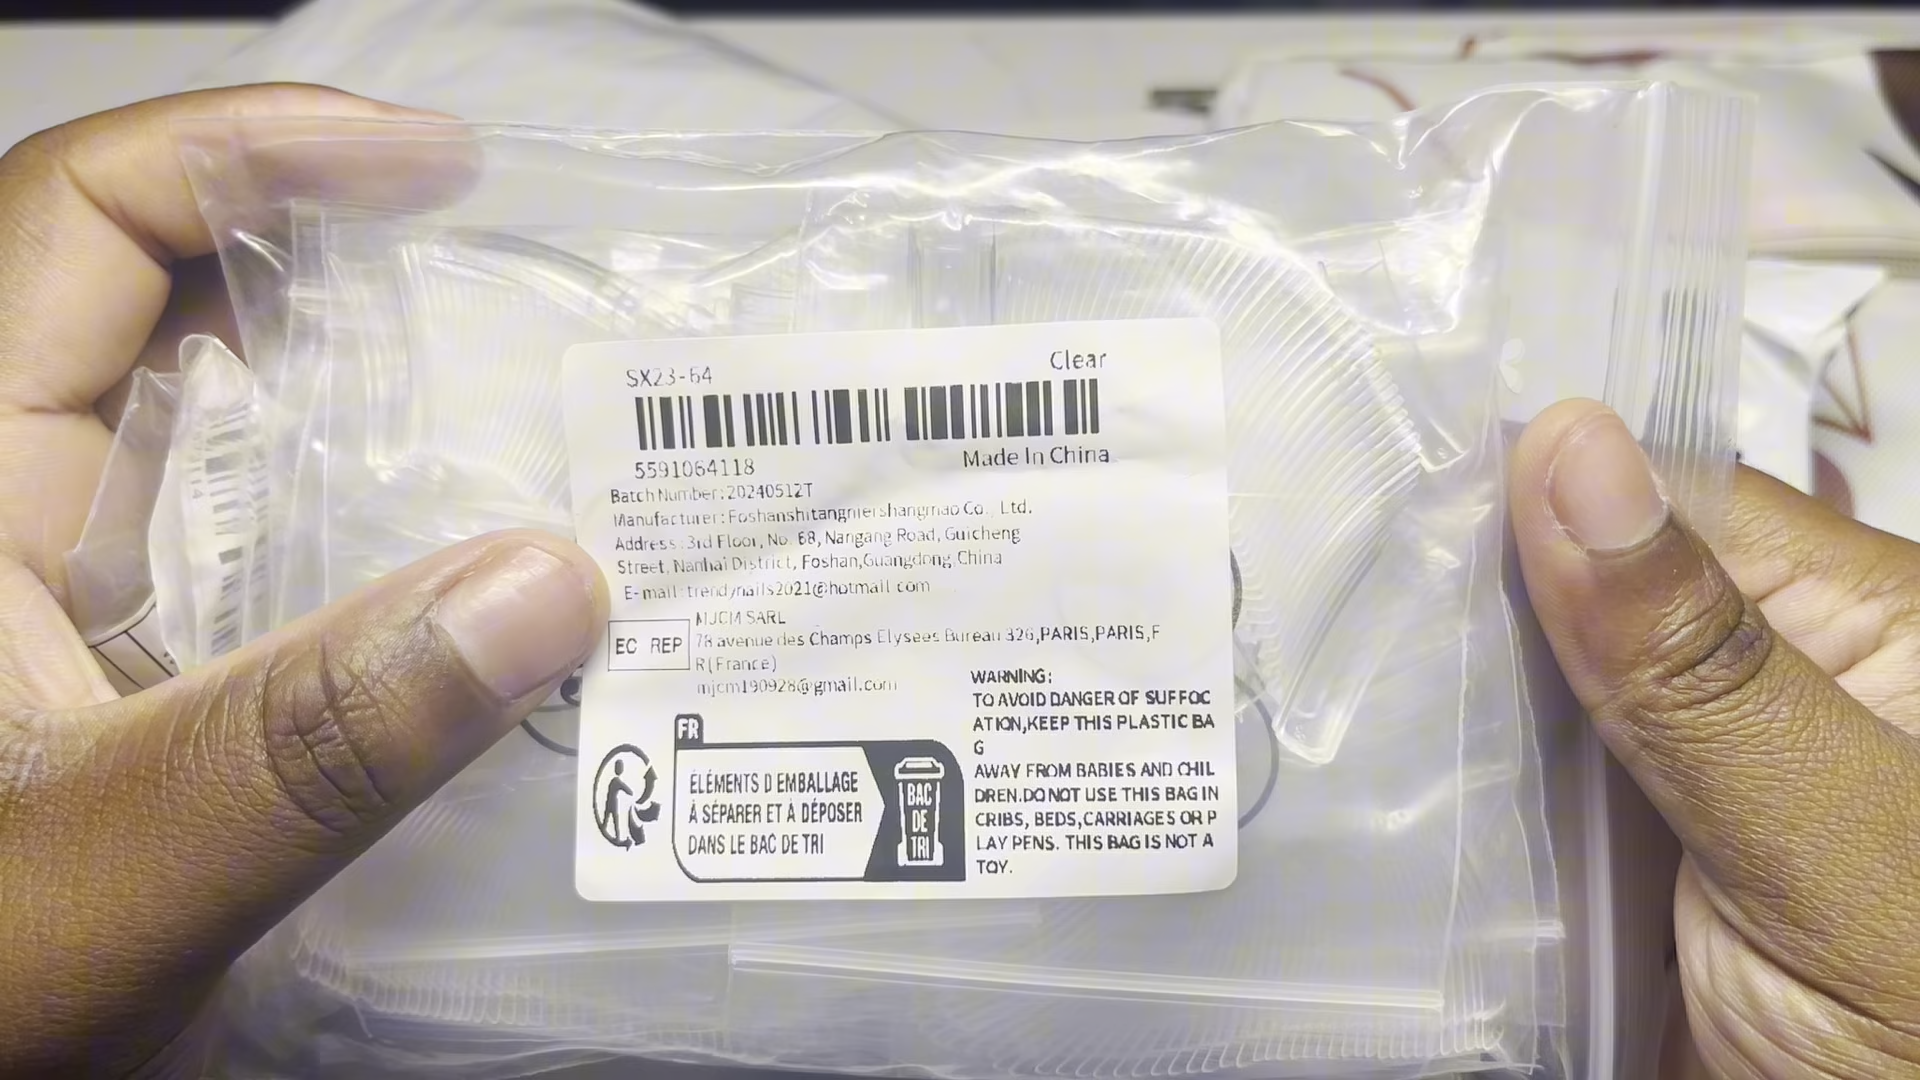 SX23-64
Clear
5591064118
Made In China
Batch Number:20240512T
Manufacturer:Foshanshitangniershangmao Co., Ltd.
Address:3rd Floor, No. 68, Nangang Road, Guicheng
Street, Nanhai District, Foshan,Guangdong,China
E-mail:trendynails2021@hotmail.com
EC REP
MJCM SARL
78 avenue des Champs Elysees Bureau 326,PARIS,PARIS,F
R(France)
mjcm190928@gmail.com
WARNING:
TO AVOID DANGER OF SUFFOC
ATION,KEEP THIS PLASTIC BA
G
AWAY FROM BABIES AND CHIL
DREN.DO NOT USE THIS BAG IN
CRIBS, BEDS,CARRIAGES OR P
LAY PENS. THIS BAG IS NOT A
TOY.
FR
ÉLÉMENTS D EMBALLAGE
À SÉPARER ET À DÉPOSER
DANS LE BAC DE TRI
BAC
DE
TRI